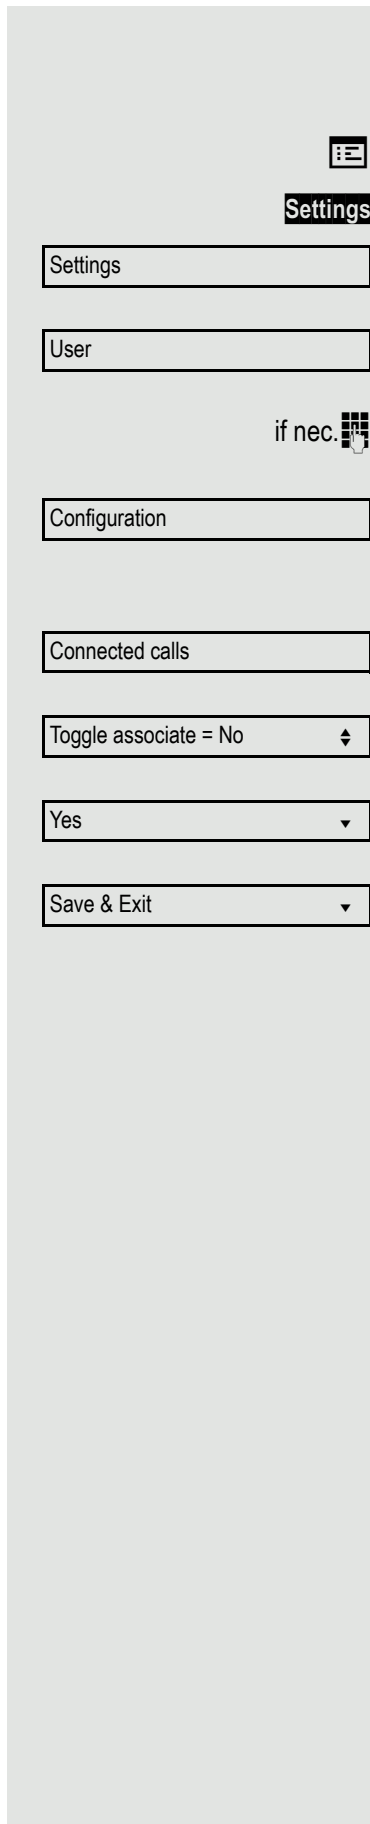 Settings
Settings
User
if nec.
Configuration
Connected calls
Toggle associate = No
Yes
Save & Exit